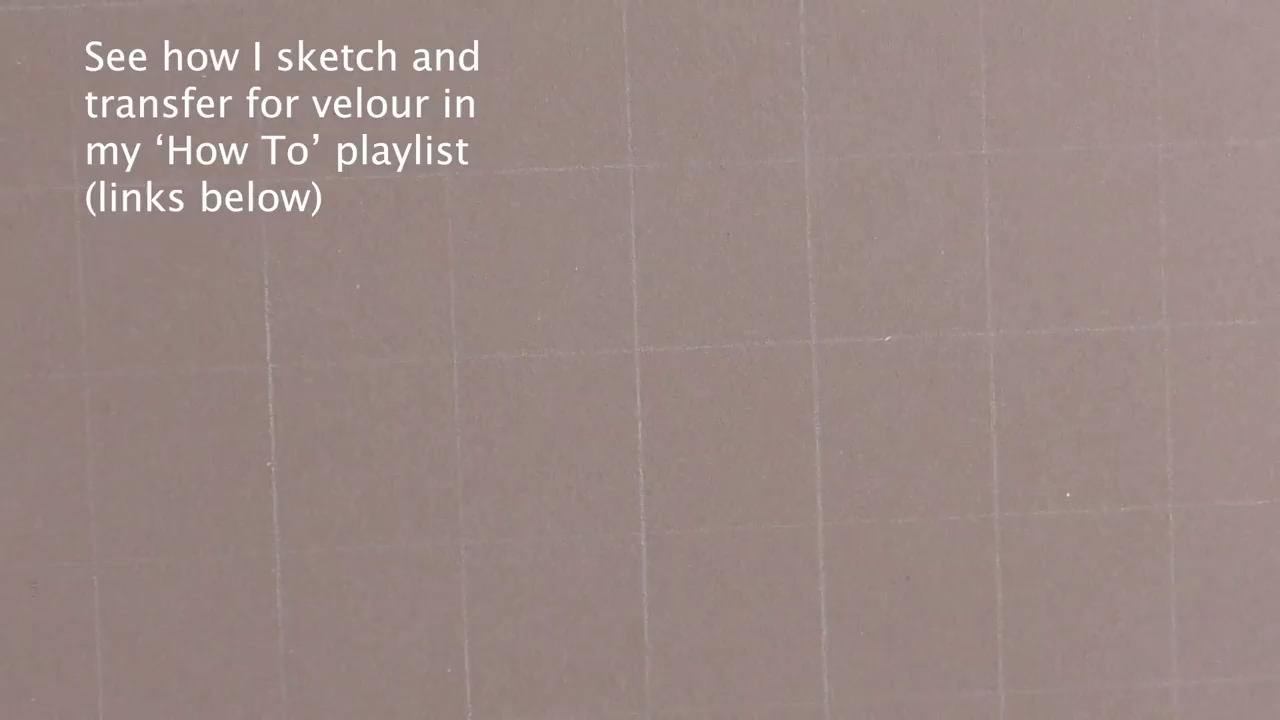 See how I sketch and
transfer for velour in
my ‘How To’ playlist
(links below)